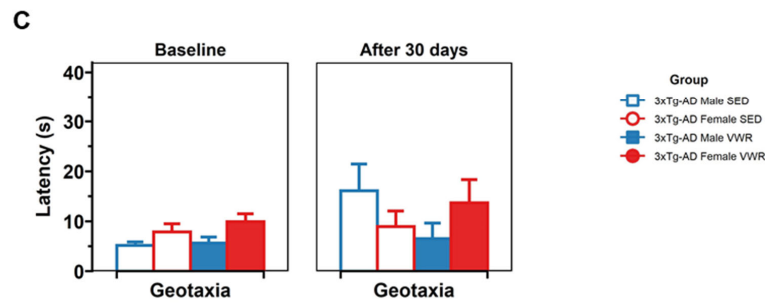 C
Baseline
After 30 days
Latency (s)
40
30
20
10
0
Geotaxia
Geotaxia
Group
3xTg-AD Male SED
3xTg-AD Female SED
3xTg-AD Male VWR
3xTg-AD Female VWR